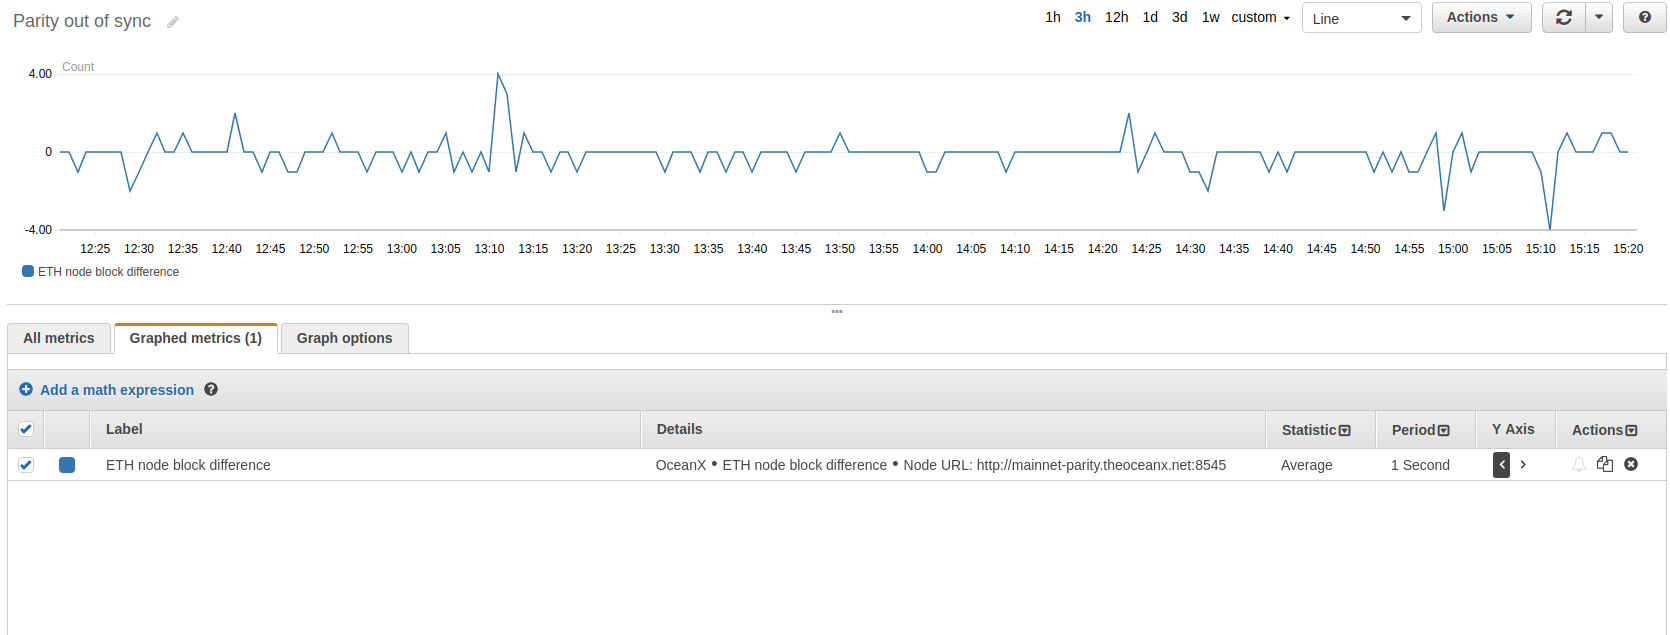 Parity out of sync
1h 3h 12h 1d 3d 1w custom Line Actions
Count
4.00
0
-4.00
12:25 12:30 12:35 12:40 12:45 12:50 12:55 13:00 13:05 13:10 13:15 13:20 13:25 13:30 13:35 13:40 13:45 13:50 13:55 14:00 14:05 14:10 14:15 14:20 14:25 14:30 14:35 14:40 14:45 14:50 14:55 15:00 15:05 15:10 15:15 15:20
ETH node block difference
All metrics Graphed metrics (1) Graph options
Add a math expression ?
Label Details Statistic Period Y Axis Actions
ETH node block difference OceanX • ETH node block difference • Node URL: http://mainnet-parity.theoceanx.net:8545 Average 1 Second < >